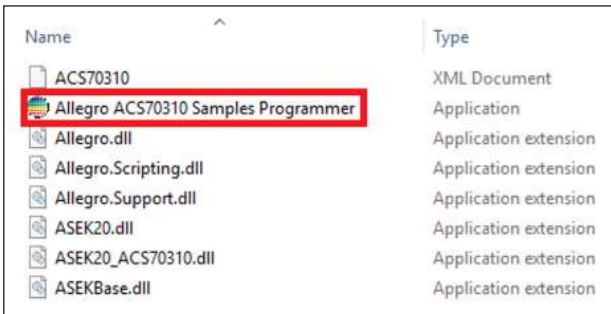 Name Type
ACS70310 XML Document
Allegro ACS70310 Samples Programmer Application
Allegro.dll Application extension
Allegro.Scripting.dll Application extension
Allegro.Support.dll Application extension
ASEK20.dll Application extension
ASEK20_ACS70310.dll Application extension
ASEKBase.dll Application extension